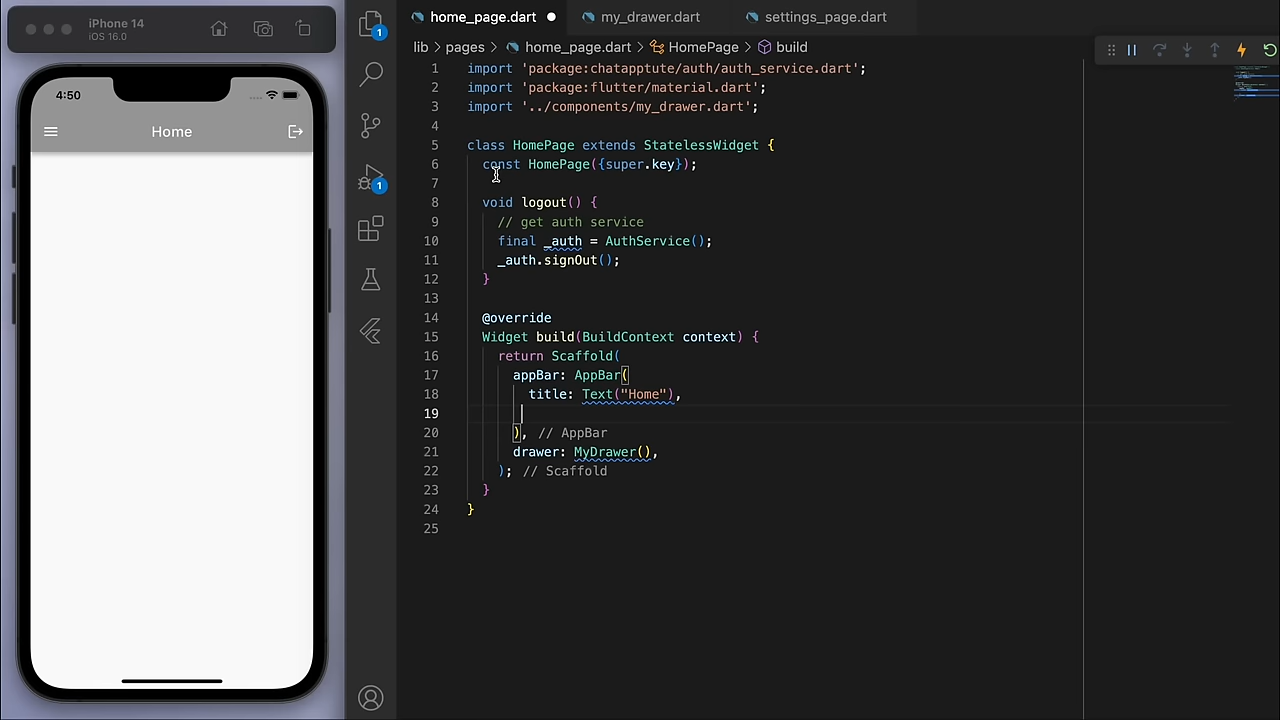 iPhone 14
iOS 16.0
4:50
Home
1
1
home_page.dart
my_drawer.dart
settings_page.dart
lib > pages > home_page.dart > HomePage > build
1 import 'package:chatapptute/auth/auth_service.dart';
2 import 'package:flutter/material.dart';
3 import '../components/my_drawer.dart';
4
5 class HomePage extends StatelessWidget {
6 const HomePage({super.key});
7
8 void logout() {
9 // get auth service
10 final _auth = AuthService();
11 _auth.signOut();
12 }
13
14 @override
15 Widget build(BuildContext context) {
16 return Scaffold(
17 appBar: AppBar(
18 title: Text("Home"),
19
20 ), // AppBar
21 drawer: MyDrawer(),
22 ); // Scaffold
23 }
24 }
25